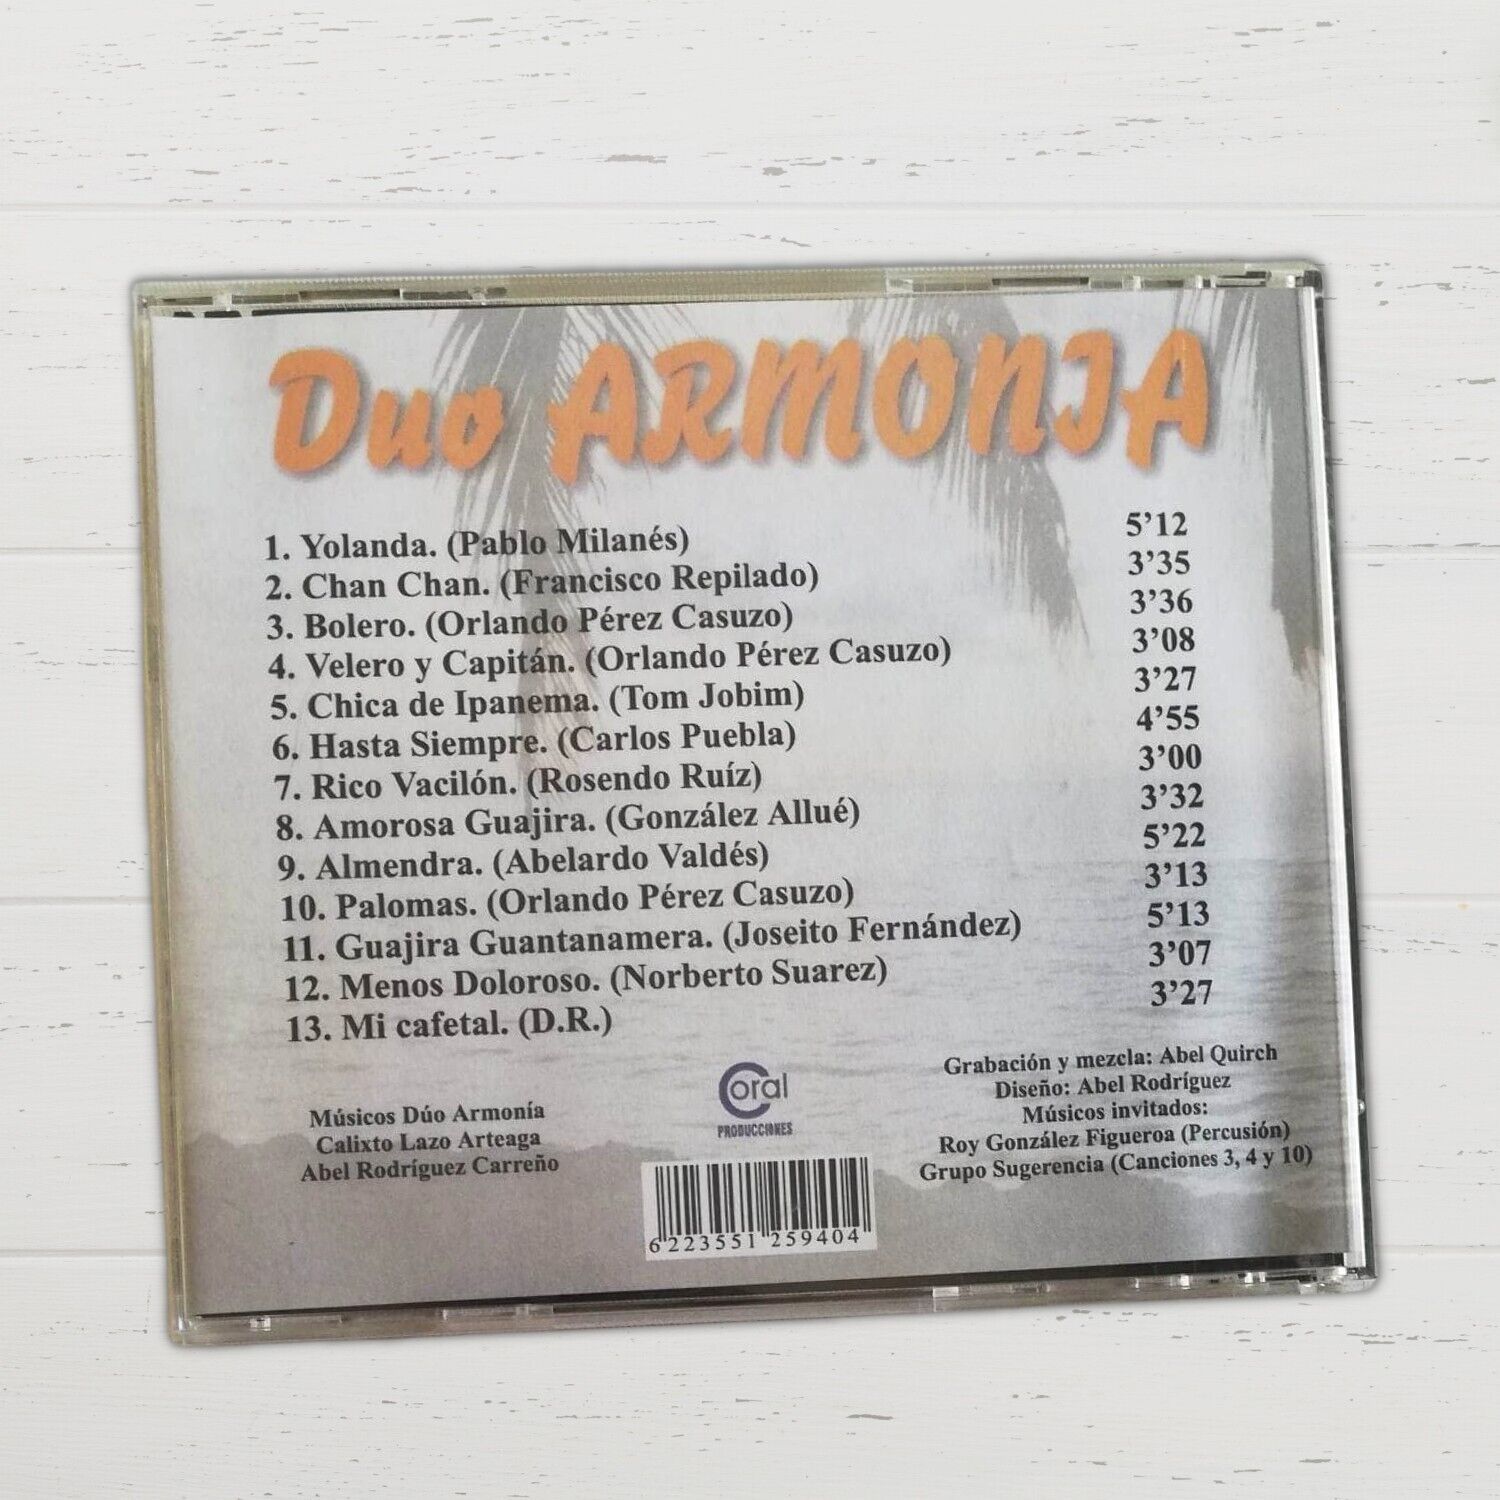 Duo ARMONIA
1. Yolanda. (Pablo Milanés) 5’12
2. Chan Chan. (Francisco Repilado) 3’35
3. Bolero. (Orlando Pérez Casuzo) 3’36
4. Velero y Capitán. (Orlando Pérez Casuzo) 3’08
5. Chica de Ipanema. (Tom Jobim) 3’27
6. Hasta Siempre. (Carlos Puebla) 4’55
7. Rico Vacilón. (Rosendo Ruíz) 3’00
8. Amorosa Guajira. (González Allué) 3’32
9. Almendra. (Abelardo Valdés) 5’22
10. Palomas. (Orlando Pérez Casuzo) 3’13
11. Guajira Guantanamera. (Joseito Fernández) 5’13
12. Menos Doloroso. (Norberto Suarez) 3’07
13. Mi cafetal. (D.R.) 3’27
Músicos Dúo Armonía
Calixto Lazo Arteaga
Abel Rodríguez Carreño
Coral
PRODUCCIONES
6 223551 259404
Grabación y mezcla: Abel Quirch
Diseño: Abel Rodríguez
Músicos invitados:
Roy González Figueroa (Percusión)
Grupo Sugerencia (Canciones 3, 4 y 10)